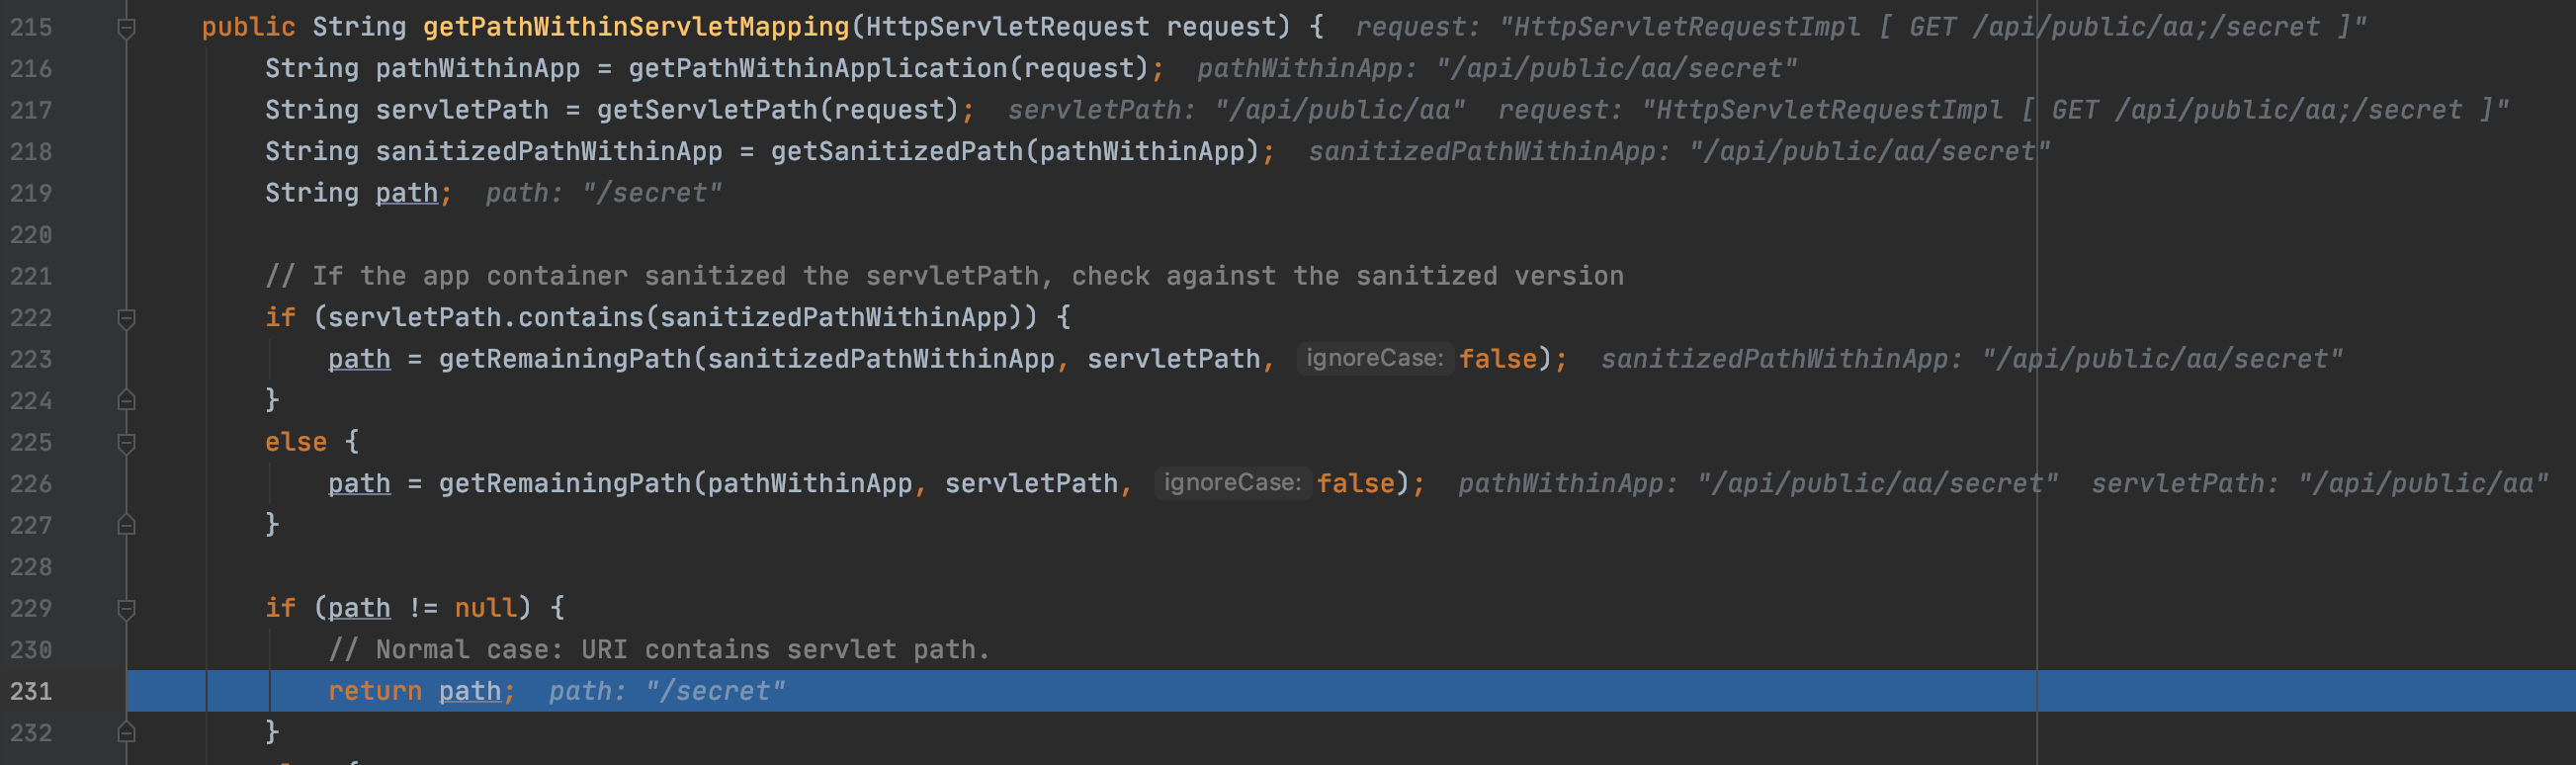 215 public String getPathWithinServletMapping(HttpServletRequest request) { request: "HttpServletRequestImpl [ GET /api/public/aa;/secret ]"
216 String pathWithinApp = getPathWithinApplication(request); pathWithinApp: "/api/public/aa/secret"
217 String servletPath = getServletPath(request); servletPath: "/api/public/aa" request: "HttpServletRequestImpl [ GET /api/public/aa;/secret ]"
218 String sanitizedPathWithinApp = getSanitizedPath(pathWithinApp); sanitizedPathWithinApp: "/api/public/aa/secret"
219 String path; path: "/secret"
220
221 // If the app container sanitized the servletPath, check against the sanitized version
222 if (servletPath.contains(sanitizedPathWithinApp)) {
223 path = getRemainingPath(sanitizedPathWithinApp, servletPath, ignoreCase: false); sanitizedPathWithinApp: "/api/public/aa/secret"
224 }
225 else {
226 path = getRemainingPath(pathWithinApp, servletPath, ignoreCase: false); pathWithinApp: "/api/public/aa/secret" servletPath: "/api/public/aa"
227 }
228
229 if (path != null) {
230 // Normal case: URI contains servlet path.
231 return path; path: "/secret"
232 }